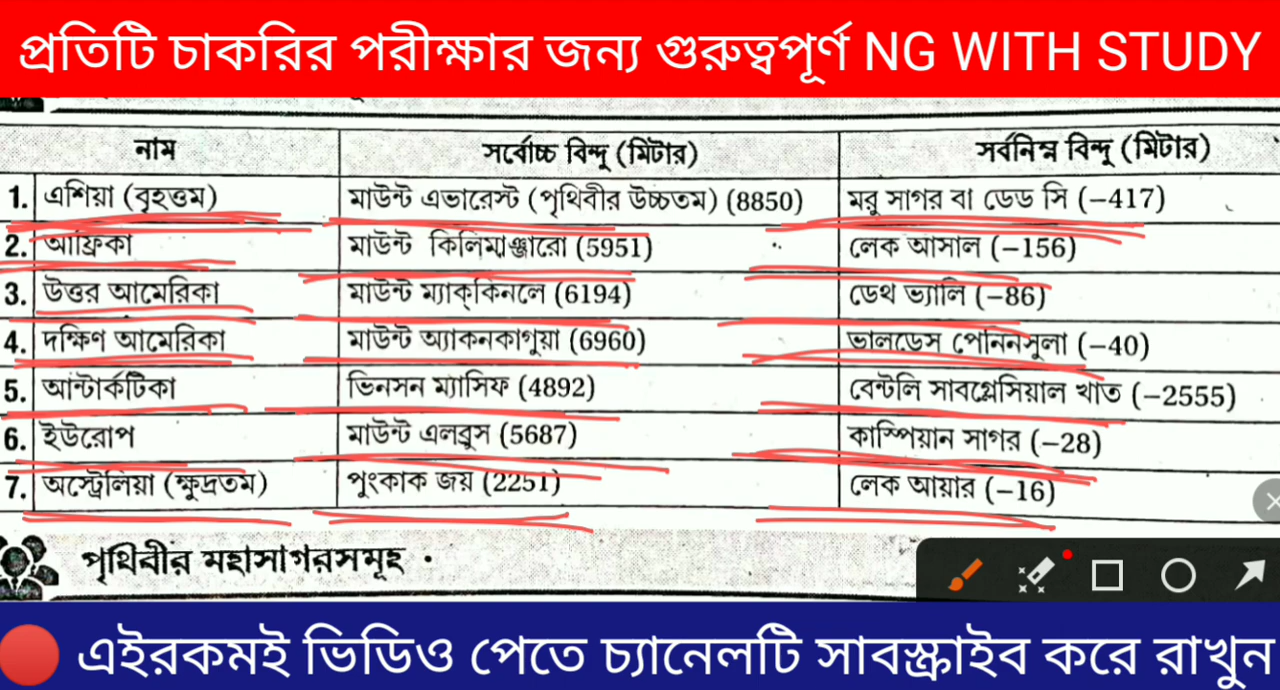 প্রতিটি চাকরির পরীক্ষার জন্য গুরুত্বপূর্ণ NG WITH STUDY
নাম সর্বোচ্চ বিন্দু (মিটার) সর্বনিম্ন বিন্দু (মিটার)
1. এশিয়া (বৃহত্তম) মাউন্ট এভারেস্ট (পৃথিবীর উচ্চতম) (8850) মরু সাগর বা ডেড সি (–417)
2. আফ্রিকা মাউন্ট কিলিমাঞ্জারো (5951) লেক আসাল (–156)
3. উত্তর আমেরিকা মাউন্ট ম্যাক্‌কিনলে (6194) ডেথ ভ্যালি (–86)
4. দক্ষিণ আমেরিকা মাউন্ট অ্যাকনকাগুয়া (6960) ভালডেস পেনিনসুলা (–40)
5. আন্টার্কটিকা ভিনসন ম্যাসিফ (4892) বেন্টলি সাবগ্লেসিয়াল খাত (–2555)
6. ইউরোপ মাউন্ট এলব্রুস (5687) কাস্পিয়ান সাগর (–28)
7. অস্ট্রেলিয়া (ক্ষুদ্রতম) পুংকাক জয় (2251) লেক আয়ার (–16)
পৃথিবীর মহাসাগরসমূহ
এইরকমই ভিডিও পেতে চ্যানেলটি সাবস্ক্রাইব করে রাখুন